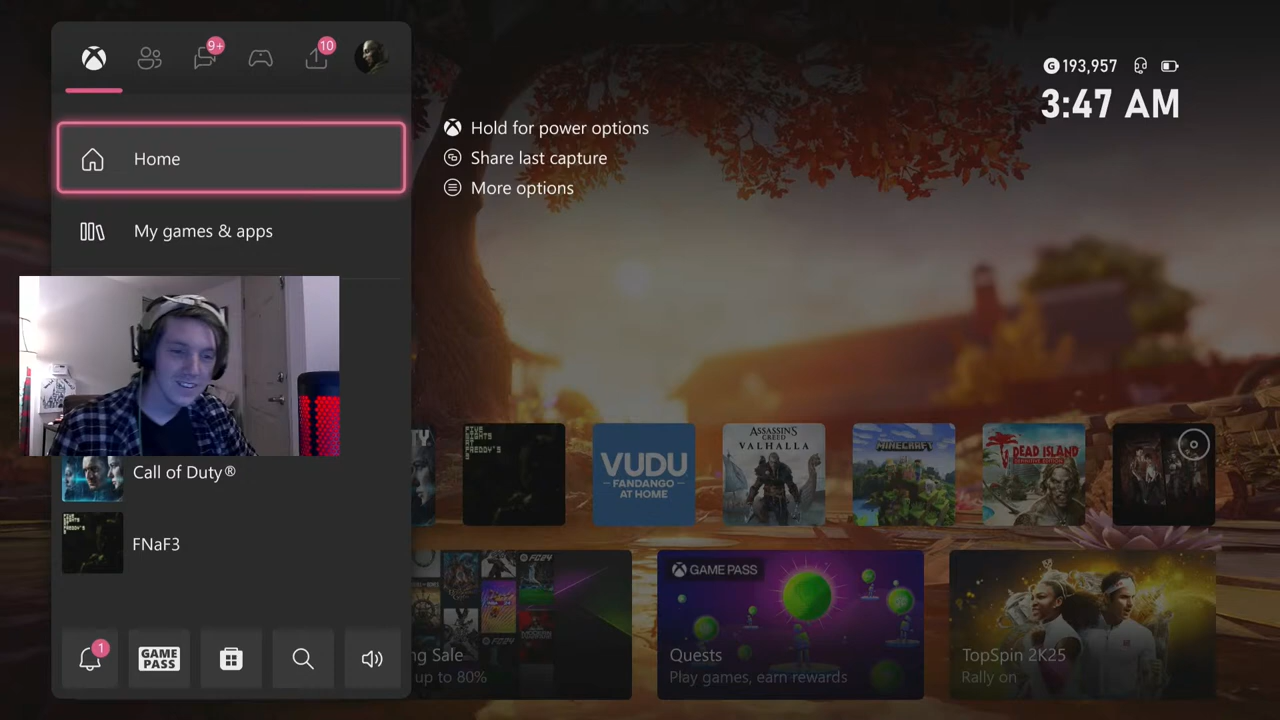 9+
10
G 193,957
3:47 AM
Home
Hold for power options
Share last capture
More options
My games & apps
Call of Duty®
FNaF3
FIVE
NIGHTS
AT
FREDDY'S
VUDU
FANDANGO
AT HOME
ASSASSIN'S
CREED
VALHALLA
MINECRAFT
DEAD ISLAND
ng Sale
up to 80%
GAME PASS
Quests
Play games, earn rewards
TopSpin 2K25
Rally on
1
GAME
PASS